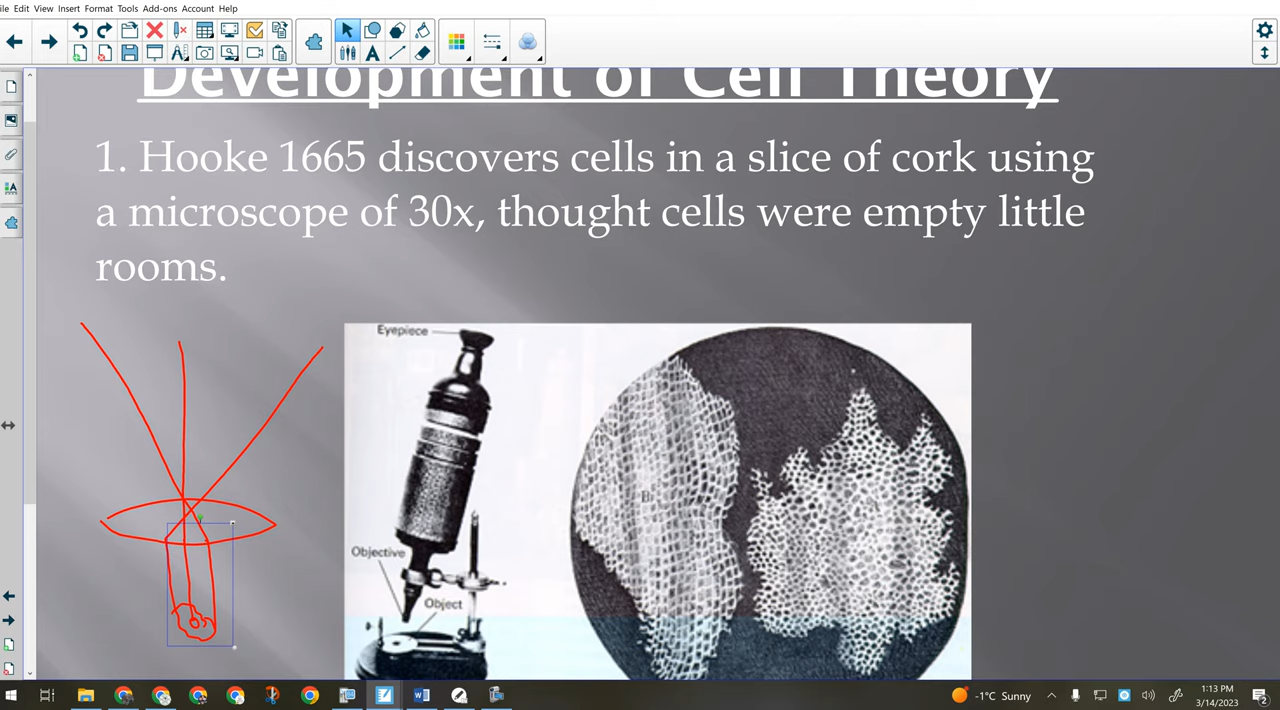 ile Edit View Insert Format Tools Add-ons Account Help
Development of Cell Theory
1. Hooke 1665 discovers cells in a slice of cork using
a microscope of 30x, thought cells were empty little
rooms.
Eyepiece
Objective
Object
-1°C Sunny
1:13 PM
3/14/2023